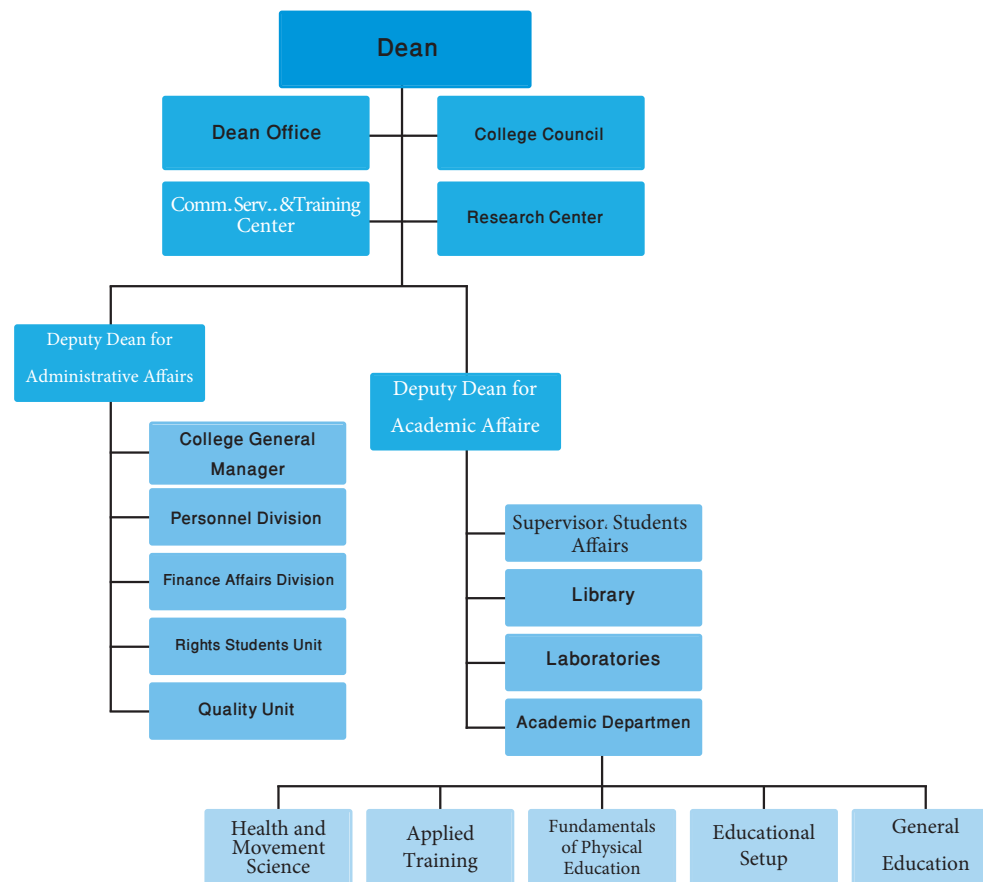 Dean
Dean Office
College Council
Comm. Serv.. &Training
Center
Research Center
Deputy Dean for
Administrative Affairs
Deputy Dean for
Academic Affaire
College General
Manager
Personnel Division
Finance Affairs Division
Rights Students Unit
Quality Unit
Supervisor. Students
Affairs
Library
Laboratories
Academic Departmen
Health and
Movement
Science
Applied
Training
Fundamentals
of Physical
Education
Educational
Setup
General
Education